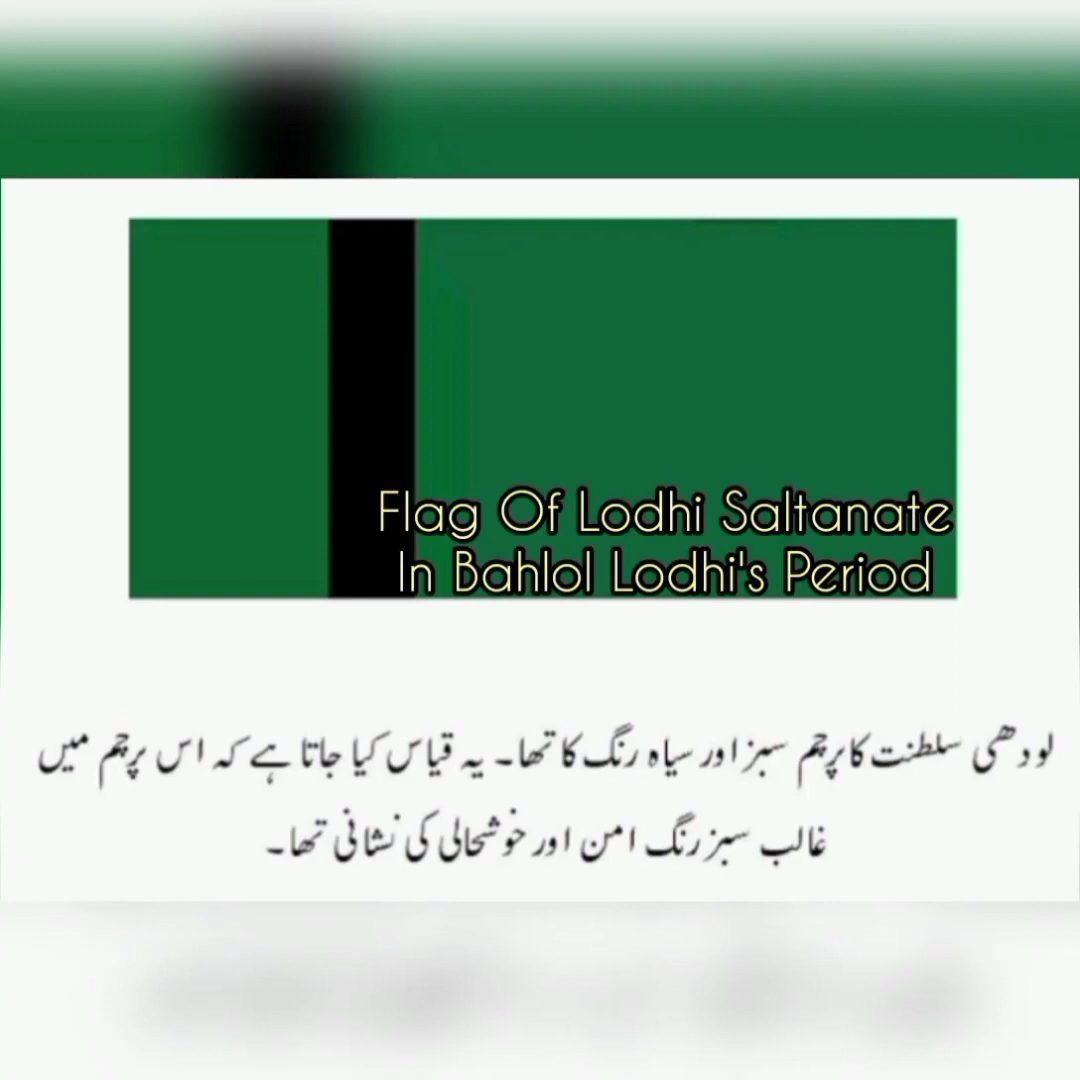 Flag Of Lodhi Saltanate
In Bahlol Lodhi's Period
لودھی سلطنت کا پرچم سبز اور سیاہ رنگ کا تھا۔ یہ قیاس کیا جاتا ہے کہ اس پرچم میں
غالب سبز رنگ امن اور خوشحالی کی نشانی تھا۔